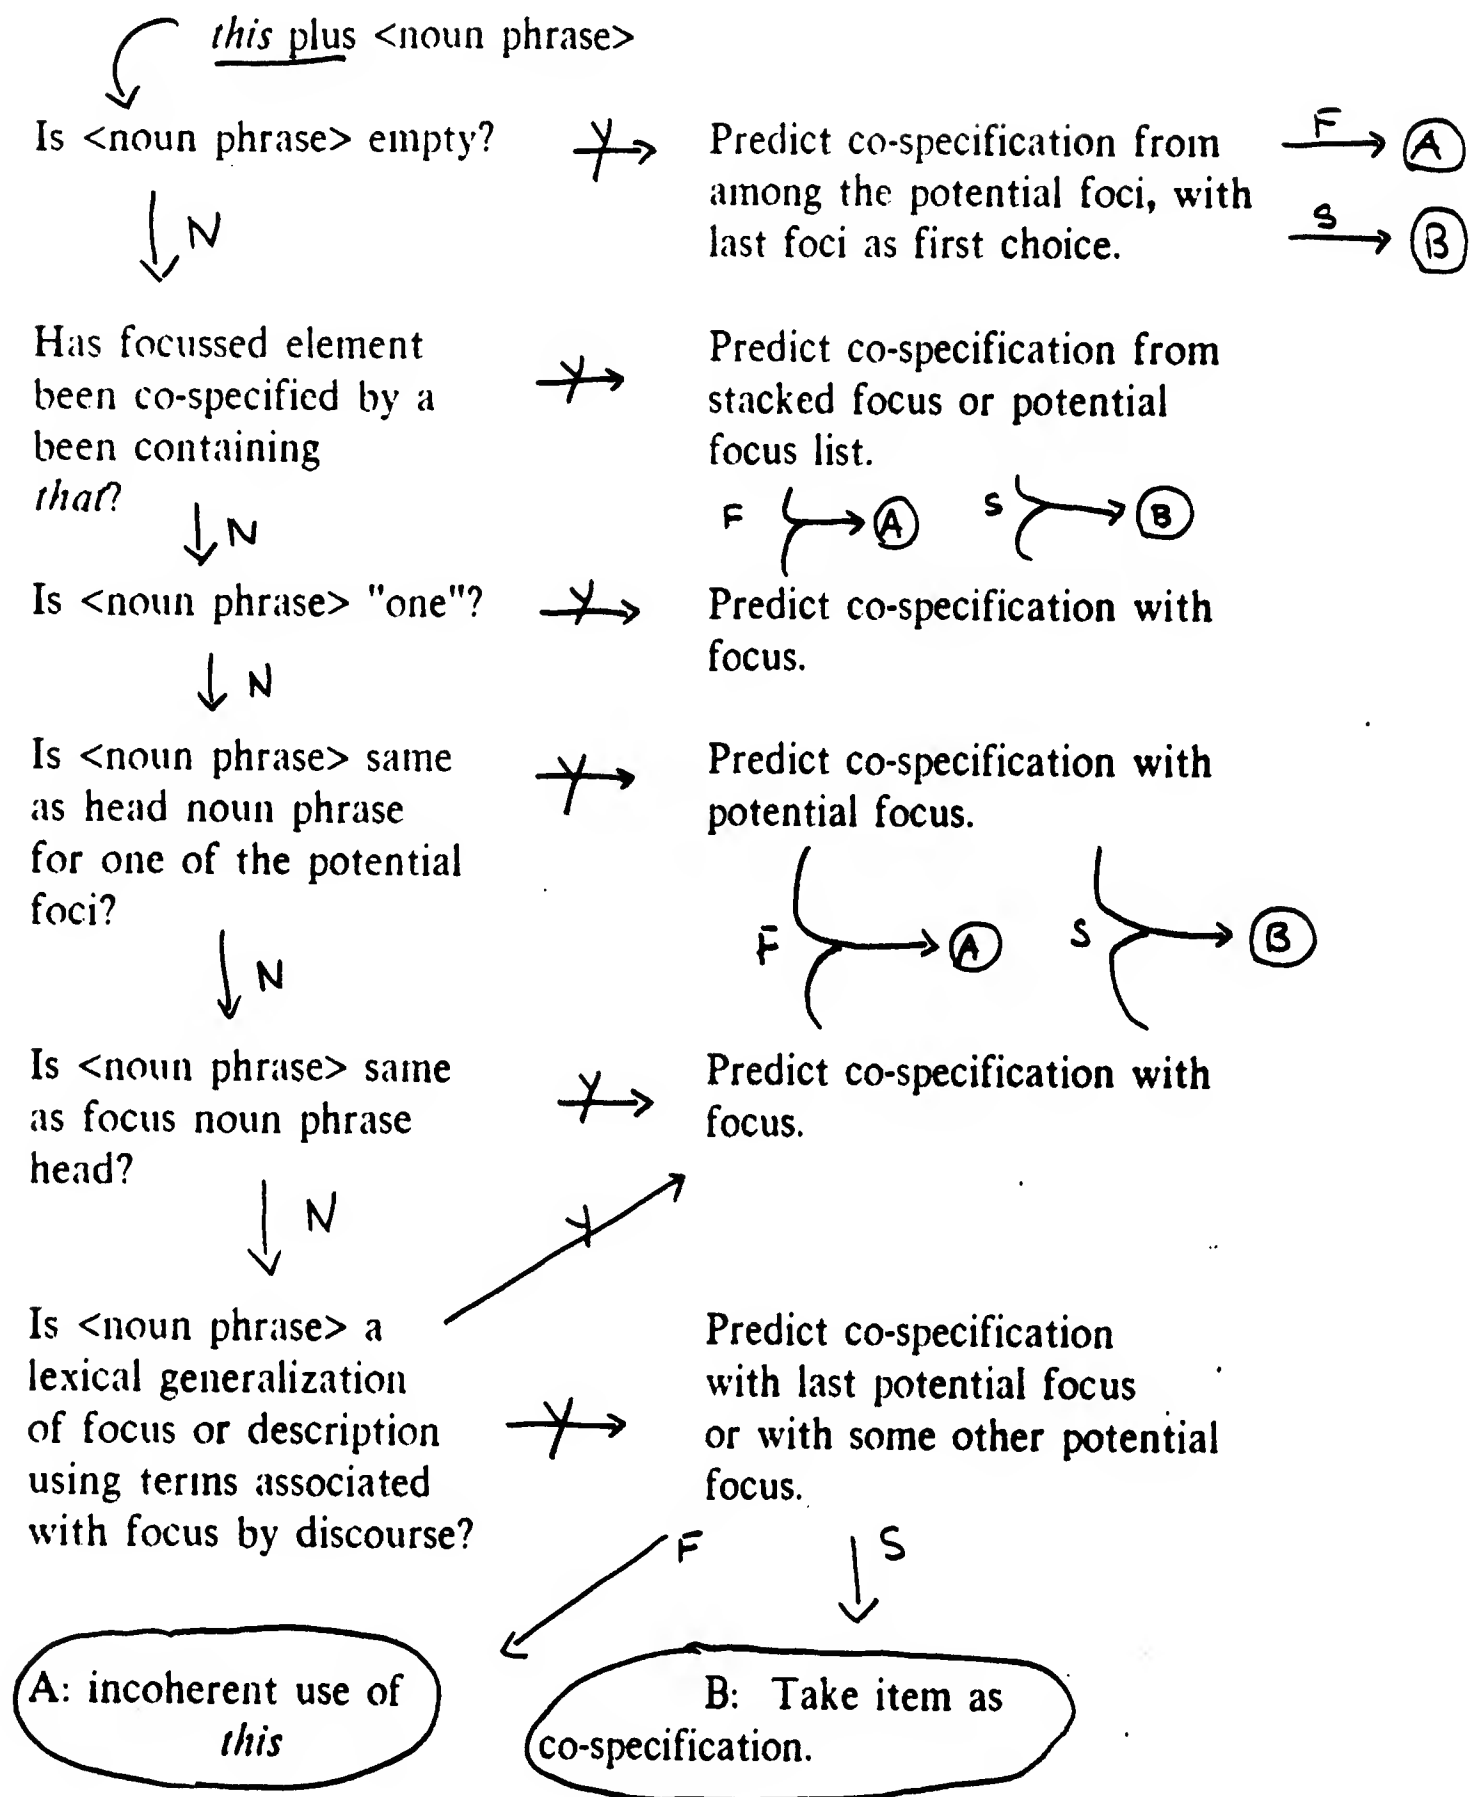 this plus <noun phrase>
Is <noun phrase> empty?
Y
Predict co-specification from
among the potential foci, with
last foci as first choice.
F
A
S
B
N
Has focussed element
been co-specified by a
been containing
that?
Y
Predict co-specification from
stacked focus or potential
focus list.
F
A
S
B
N
Is <noun phrase> "one"?
Y
Predict co-specification with
focus.
N
Is <noun phrase> same
as head noun phrase
for one of the potential
foci?
Y
Predict co-specification with
potential focus.
F
A
S
B
N
Is <noun phrase> same
as focus noun phrase
head?
Y
Predict co-specification with
focus.
N
Y
Is <noun phrase> a
lexical generalization
of focus or description
using terms associated
with focus by discourse?
Y
Predict co-specification
with last potential focus
or with some other potential
focus.
F
S
A: incoherent use of
this
B: Take item as
co-specification.